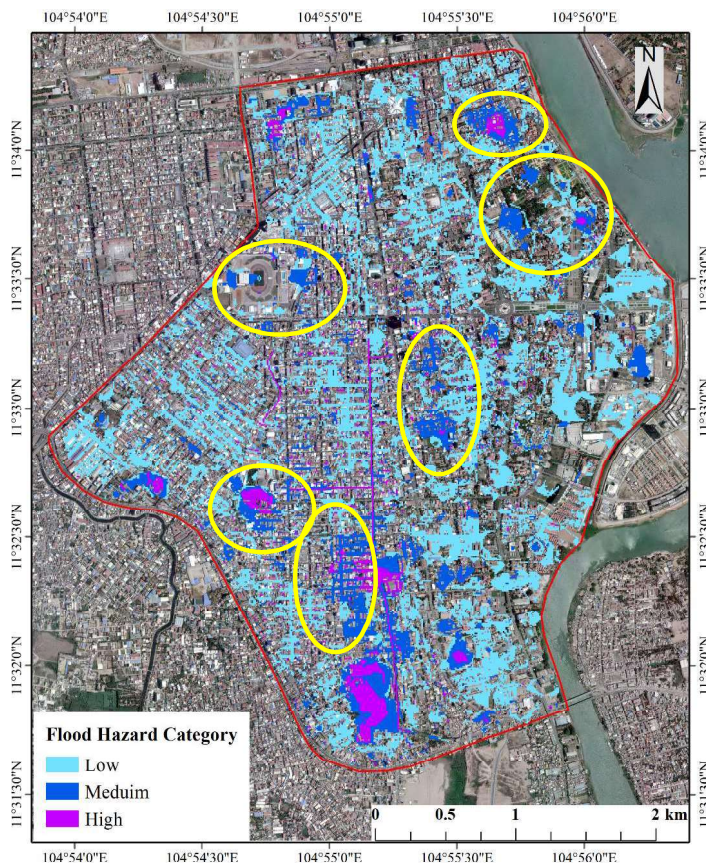 104°54'0"E 104°54'30"E 104°55'0"E 104°55'30"E 104°56'0"E
N
11°34'0"N 11°34'0"N
11°33'30"N 11°33'30"N
11°33'0"N 11°33'0"N
11°32'30"N 11°32'30"N
11°32'0"N 11°32'0"N
11°31'30"N 11°31'30"N
Flood Hazard Category
Low
Meduim
High
0 0.5 1 2 km
104°54'0"E 104°54'30"E 104°55'0"E 104°55'30"E 104°56'0"E